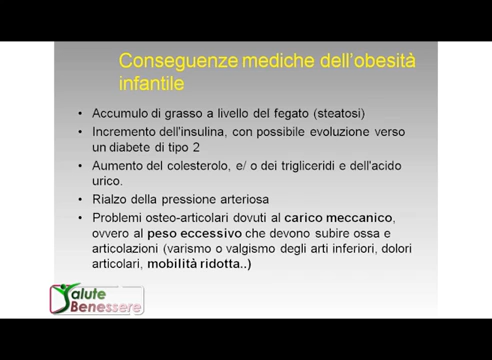 Conseguenze mediche dell'obesità
infantile
• Accumulo di grasso a livello del fegato (steatosi)
• Incremento dell'insulina, con possibile evoluzione verso
un diabete di tipo 2
• Aumento del colesterolo, e/ o dei trigliceridi e dell'acido
urico.
• Rialzo della pressione arteriosa
• Problemi osteo-articolari dovuti al carico meccanico,
ovvero al peso eccessivo che devono subire ossa e
articolazioni (varismo o valgismo degli arti inferiori, dolori
articolari, mobilità ridotta..)
Salute
Benessere